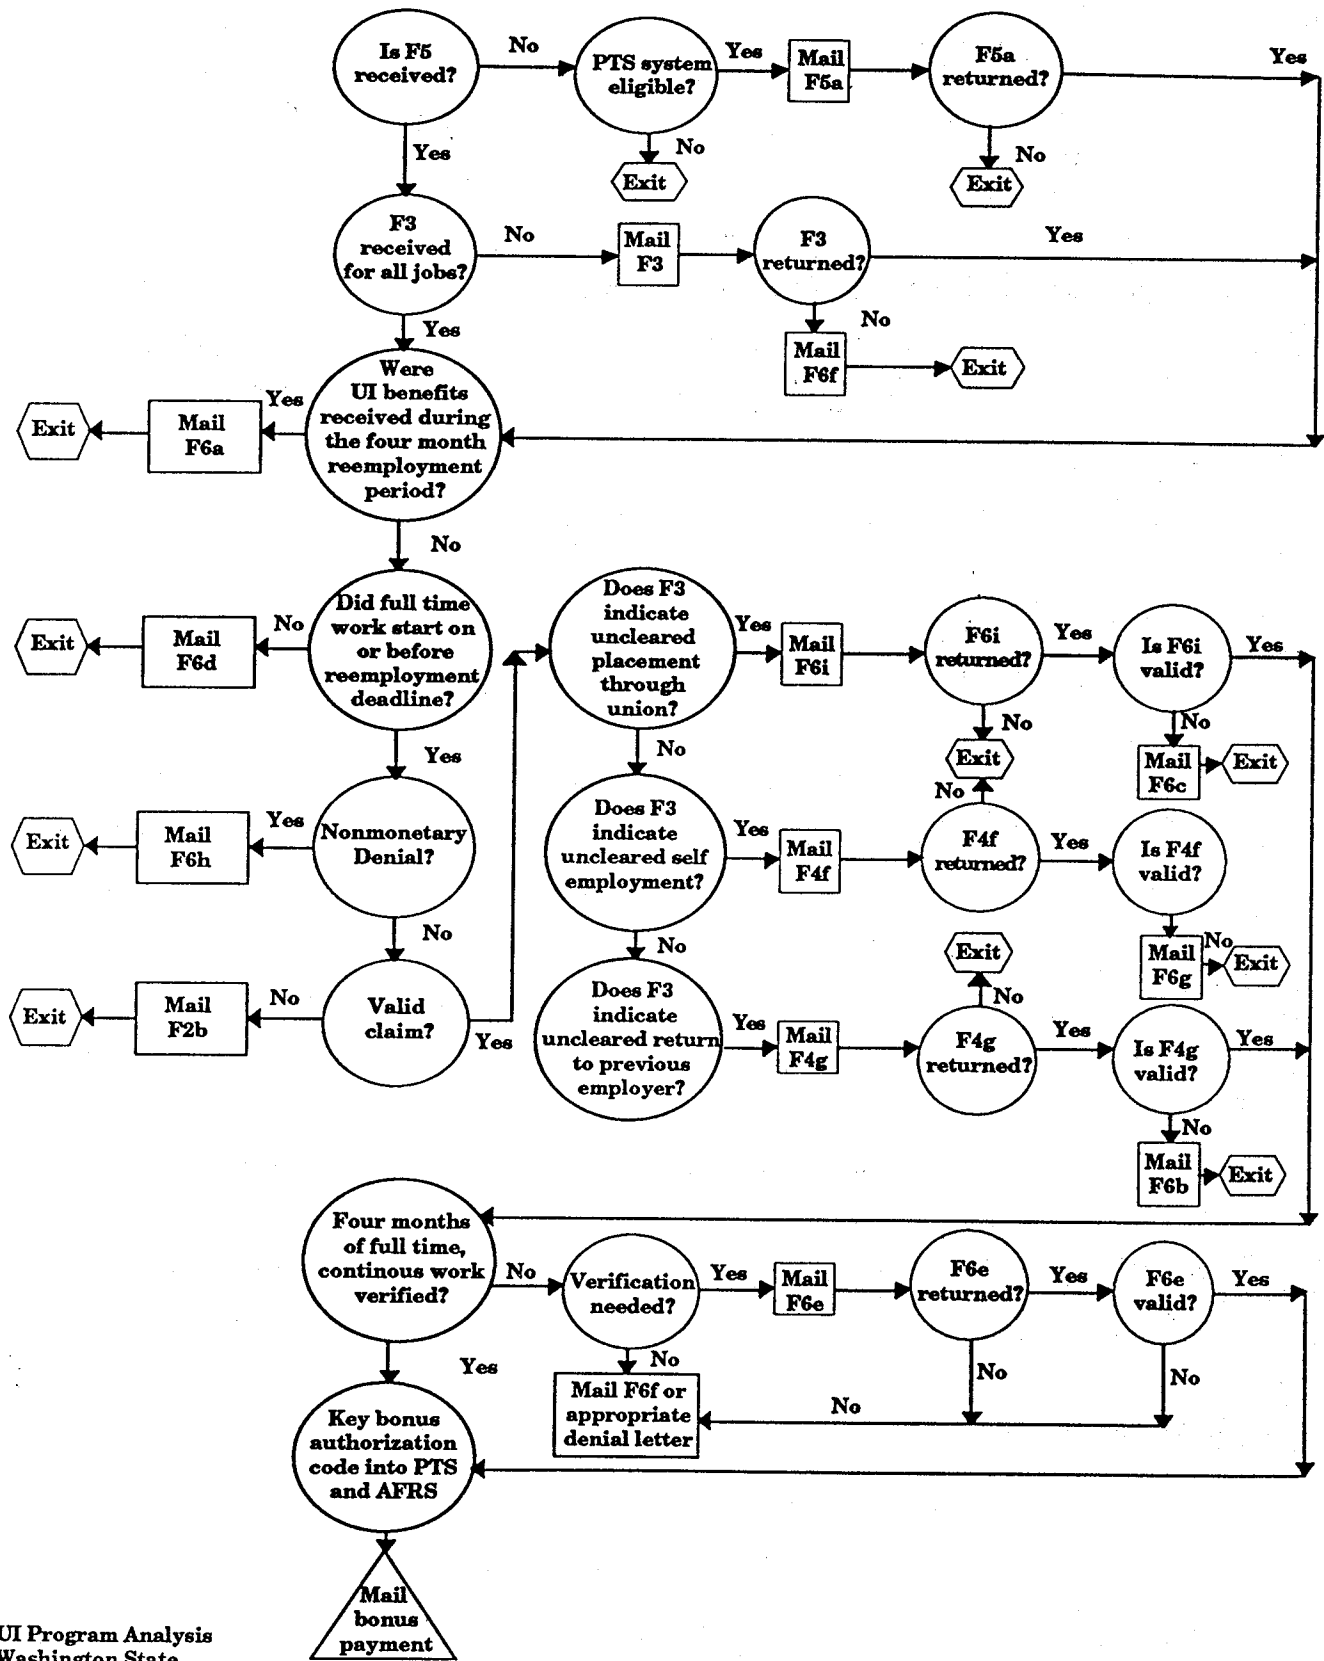 Is F5
received?
No
PTS system
eligible?
Yes
Mail
F5a
F5a
returned?
Yes
Yes
No
Exit
No
Exit
F3
received
for all jobs?
No
Mail
F3
F3
returned?
Yes
Yes
No
Mail
F6f
Exit
Were
UI benefits
received during
the four month
reemployment
period?
Yes
Mail
F6a
Exit
No
Did full time
work start on
or before
reemployment
deadline?
No
Mail
F6d
Exit
Yes
Does F3
indicate
uncleared
placement
through
union?
Yes
Mail
F6i
F6i
returned?
Yes
Is F6i
valid?
Yes
No
No
Exit
No
Mail
F6c
Exit
Nonmonetary
Denial?
Yes
Mail
F6h
Exit
No
Does F3
indicate
uncleared self
employment?
Yes
Mail
F4f
F4f
returned?
No
Yes
Is F4f
valid?
No
Mail
F6g
Exit
No
Valid
claim?
No
Mail
F2b
Exit
Yes
Does F3
indicate
uncleared return
to previous
employer?
Yes
Mail
F4g
F4g
returned?
No
Exit
Yes
Is F4g
valid?
Yes
No
Mail
F6b
Exit
Four months
of full time,
continous work
verified?
No
Verification
needed?
Yes
Mail
F6e
F6e
returned?
Yes
F6e
valid?
Yes
Yes
No
No
No
No
Mail F6f or
appropriate
denial letter
Key bonus
authorization
code into PTS
and AFRS
Mail
bonus
payment
UI Program Analysis
Washington State